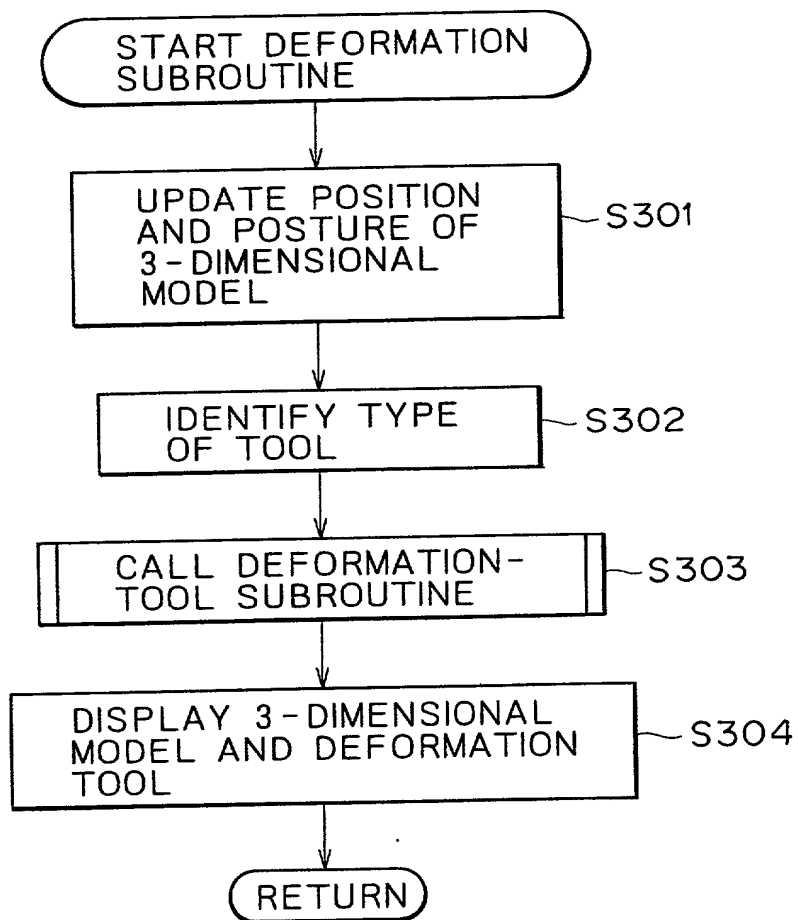 START DEFORMATION
SUBROUTINE
UPDATE POSITION
AND POSTURE OF
3-DIMENSIONAL
MODEL
S301
IDENTIFY TYPE
OF TOOL
S302
CALL DEFORMATION-
TOOL SUBROUTINE
S303
DISPLAY 3-DIMENSIONAL
MODEL AND DEFORMATION
TOOL
S304
RETURN